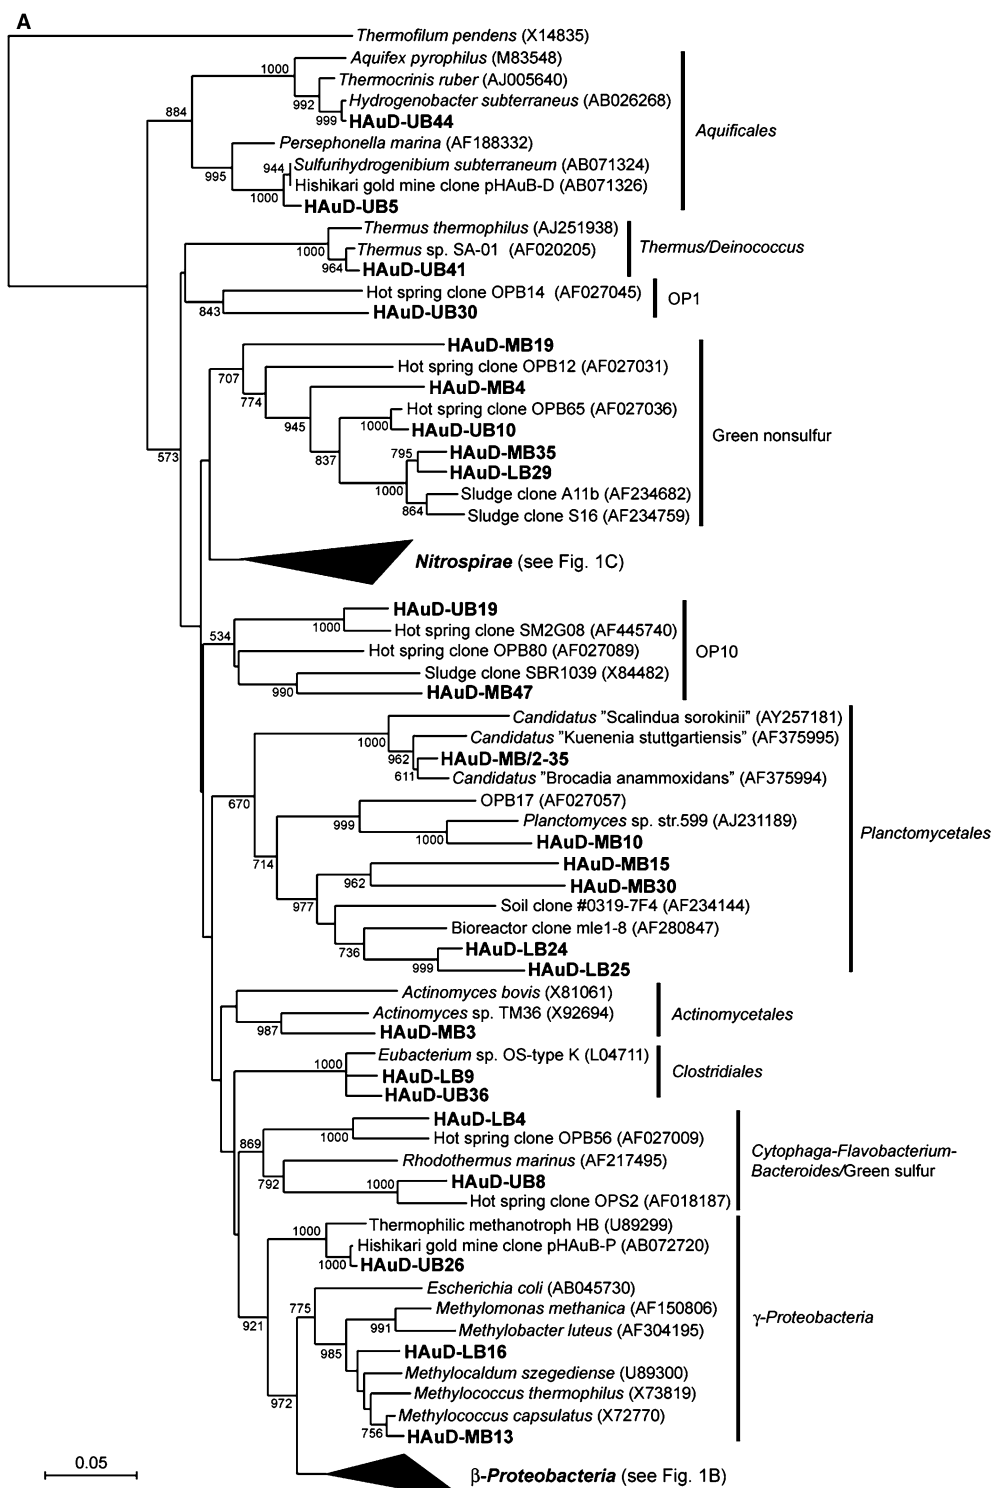 A
Thermofilum pendens (X14835)
Aquifex pyrophilus (M83548)
1000
Thermocrinis ruber (AJ005640)
992
Hydrogenobacter subterraneus (AB026268)
999
HAuD-UB44
884
Aquificales
Persephonella marina (AF188332)
995
944
Sulfurihydrogenibium subterraneum (AB071324)
Hishikari gold mine clone pHAuB-D (AB071326)
1000
HAuD-UB5
Thermus thermophilus (AJ251938)
1000
Thermus sp. SA-01 (AF020205)
Thermus/Deinococcus
964
HAuD-UB41
Hot spring clone OPB14 (AF027045)
OP1
843
HAuD-UB30
HAuD-MB19
707
Hot spring clone OPB12 (AF027031)
774
HAuD-MB4
945
Hot spring clone OPB65 (AF027036)
1000
HAuD-UB10
Green nonsulfur
573
837
795
HAuD-MB35
HAuD-LB29
1000
Sludge clone A11b (AF234682)
864
Sludge clone S16 (AF234759)
Nitrospirae (see Fig. 1C)
HAuD-UB19
1000
534
Hot spring clone SM2G08 (AF445740)
Hot spring clone OPB80 (AF027089)
OP10
Sludge clone SBR1039 (X84482)
990
HAuD-MB47
Candidatus "Scalindua sorokinii" (AY257181)
1000
Candidatus "Kuenenia stuttgartiensis" (AF375995)
962
HAuD-MB/2-35
611
Candidatus "Brocadia anammoxidans" (AF375994)
670
OPB17 (AF027057)
999
Planctomyces sp. str.599 (AJ231189)
1000
HAuD-MB10
Planctomycetales
714
HAuD-MB15
962
HAuD-MB30
977
Soil clone #0319-7F4 (AF234144)
Bioreactor clone mle1-8 (AF280847)
736
HAuD-LB24
999
HAuD-LB25
Actinomyces bovis (X81061)
Actinomyces sp. TM36 (X92694)
Actinomycetales
987
HAuD-MB3
Eubacterium sp. OS-type K (L04711)
1000
HAuD-LB9
Clostridiales
HAuD-UB36
HAuD-LB4
1000
Hot spring clone OPB56 (AF027009)
869
Cytophaga-Flavobacterium-
Bacteroides/Green sulfur
Rhodothermus marinus (AF217495)
792
1000
HAuD-UB8
Hot spring clone OPS2 (AF018187)
Thermophilic methanotroph HB (U89299)
1000
Hishikari gold mine clone pHAuB-P (AB072720)
1000
HAuD-UB26
Escherichia coli (AB045730)
775
Methylomonas methanica (AF150806)
γ-Proteobacteria
921
991
Methylobacter luteus (AF304195)
985
HAuD-LB16
Methylocaldum szegediense (U89300)
Methylococcus thermophilus (X73819)
972
Methylococcus capsulatus (X72770)
756
HAuD-MB13
0.05
β-Proteobacteria (see Fig. 1B)